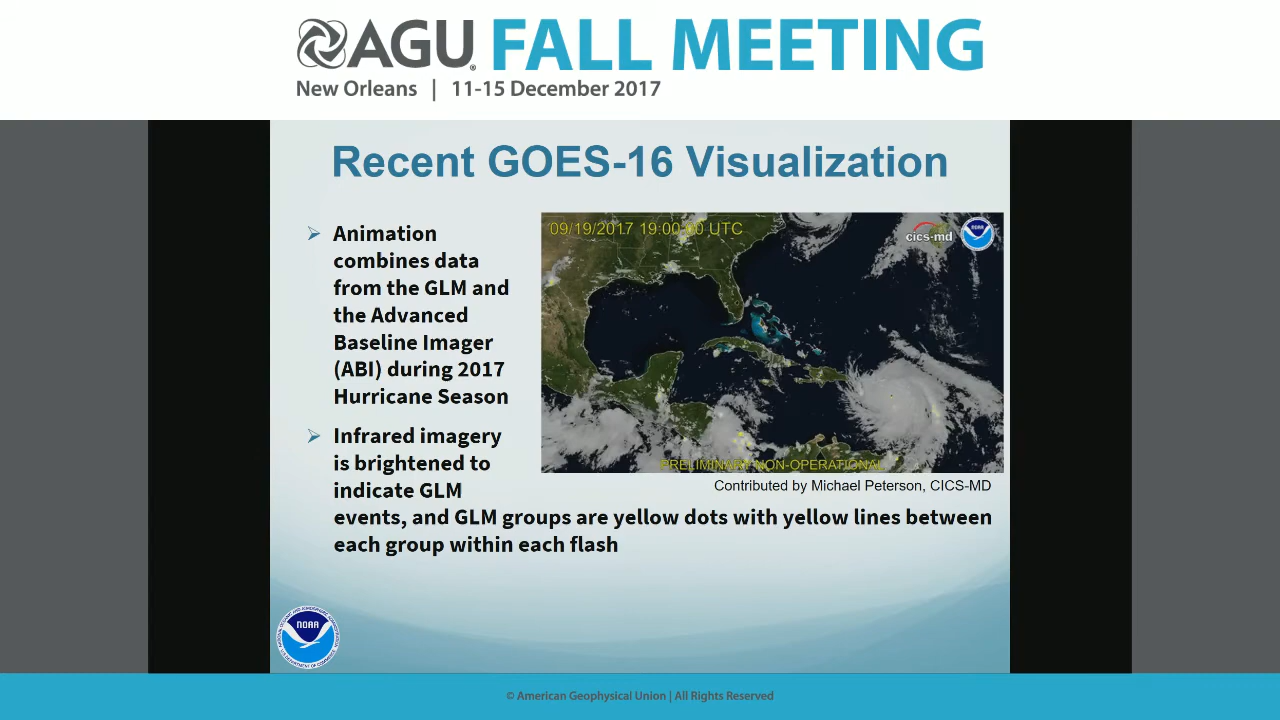 AGU FALL MEETING
New Orleans | 11-15 December 2017
Recent GOES-16 Visualization
Animation
combines data
from the GLM and
the Advanced
Baseline Imager
(ABI) during 2017
Hurricane Season
Infrared imagery
is brightened to
indicate GLM
events, and GLM groups are yellow dots with yellow lines between
each group within each flash
09/19/2017 19:00:00 UTC
cics-md
NOAA
PRELIMINARY NON-OPERATIONAL
Contributed by Michael Peterson, CICS-MD
NOAA
© American Geophysical Union | All Rights Reserved